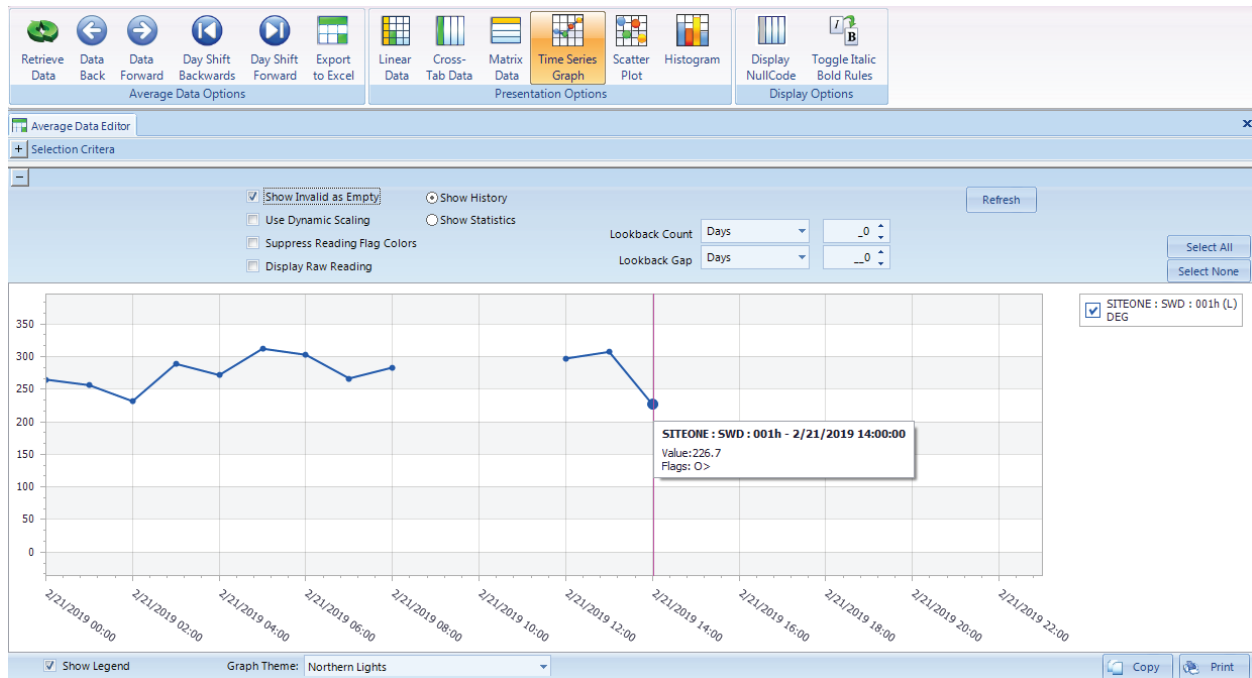 Retrieve Data
Data Back
Data Forward
Day Shift Backwards
Day Shift Forward
Export to Excel
Linear Data
Cross-Tab Data
Matrix Data
Time Series Graph
Scatter Plot
Histogram
Display NullCode
Toggle Italic Bold Rules
Average Data Options
Presentation Options
Display Options
Average Data Editor
x
+ Selection Critera
−
Show Invalid as Empty
Show History
Refresh
Use Dynamic Scaling
Show Statistics
Suppress Reading Flag Colors
Lookback Count Days _0
Select All
Display Raw Reading
Lookback Gap Days __0
Select None
SITEONE : SWD : 001h (L)
DEG
350
300
250
200
150
100
50
0
SITEONE : SWD : 001h - 2/21/2019 14:00:00
Value:226.7
Flags: O>
2/21/2019 00:00
2/21/2019 02:00
2/21/2019 04:00
2/21/2019 06:00
2/21/2019 08:00
2/21/2019 10:00
2/21/2019 12:00
2/21/2019 14:00
2/21/2019 16:00
2/21/2019 18:00
2/21/2019 20:00
2/21/2019 22:00
Show Legend
Graph Theme: Northern Lights
Copy
Print